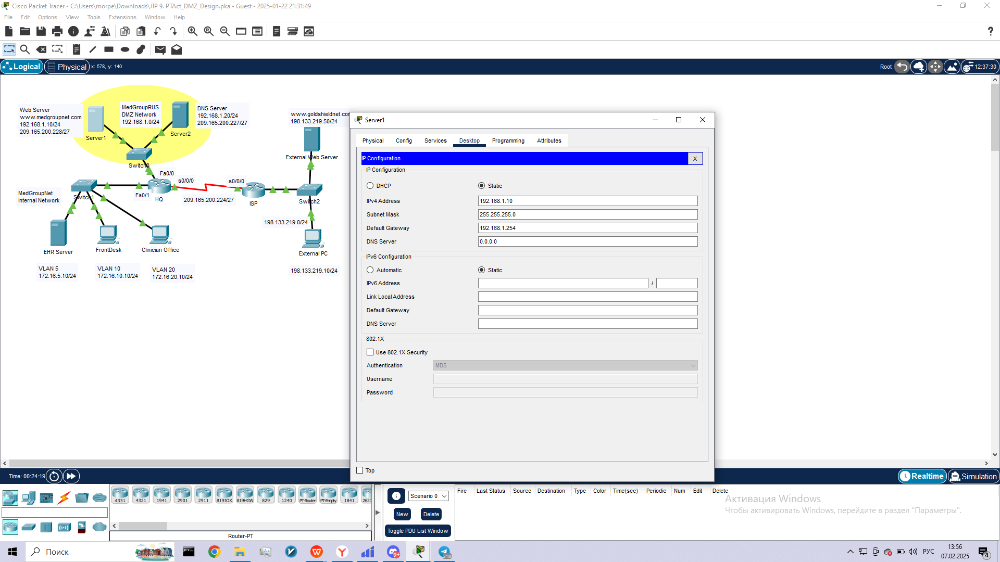 Cisco Packet Tracer - C:\Users\morpe\Downloads\ЛР 9. PTAct_DMZ_Design.pka - Guest - 2025-01-22 21:31:49
File Edit Options View Tools Extensions Window Help
Logical Physical x: 578, y: 140
Root 12:37:30
Web Server
www.medgroupnet.com
192.168.1.10/24
209.165.200.228/27
MedGroupRUS
DMZ Network
192.168.1.0/24
DNS Server
192.168.1.20/24
209.165.200.227/27
Server1
Server2
Switch0
www.goldshieldnet.com
198.133.219.50/24
External Web Server
Fa0/0
s0/0/0
s0/0/0
Fa0/1
HQ
209.165.200.224/27
ISP
Switch2
MedGroupNet
Internal Network
Switch1
198.133.219.0/24
EHR Server
FrontDesk
Clinician Office
External PC
VLAN 5
172.16.5.10/24
VLAN 10
172.16.10.10/24
VLAN 20
172.16.20.10/24
198.133.219.10/24
Server1
Physical Config Services Desktop Programming Attributes
IP Configuration X
IP Configuration
DHCP Static
IPv4 Address 192.168.1.10
Subnet Mask 255.255.255.0
Default Gateway 192.168.1.254
DNS Server 0.0.0.0
IPv6 Configuration
Automatic Static
IPv6 Address /
Link Local Address
Default Gateway
DNS Server
802.1X
Use 802.1X Security
Authentication MD5
Username
Password
Top
Time: 00:24:19
Realtime Simulation
4331 4321 1941 2901 2911 819IOX 819HGW 829 1240 PT-Router PT-Empty 1841 2620
Router-PT
Scenario 0
New Delete
Toggle PDU List Window
Fire Last Status Source Destination Type Color Time(sec) Periodic Num Edit Delete
Активация Windows
Чтобы активировать Windows, перейдите в раздел "Параметры".
Поиск
9+
318
РУС
13:56
07.02.2025
4